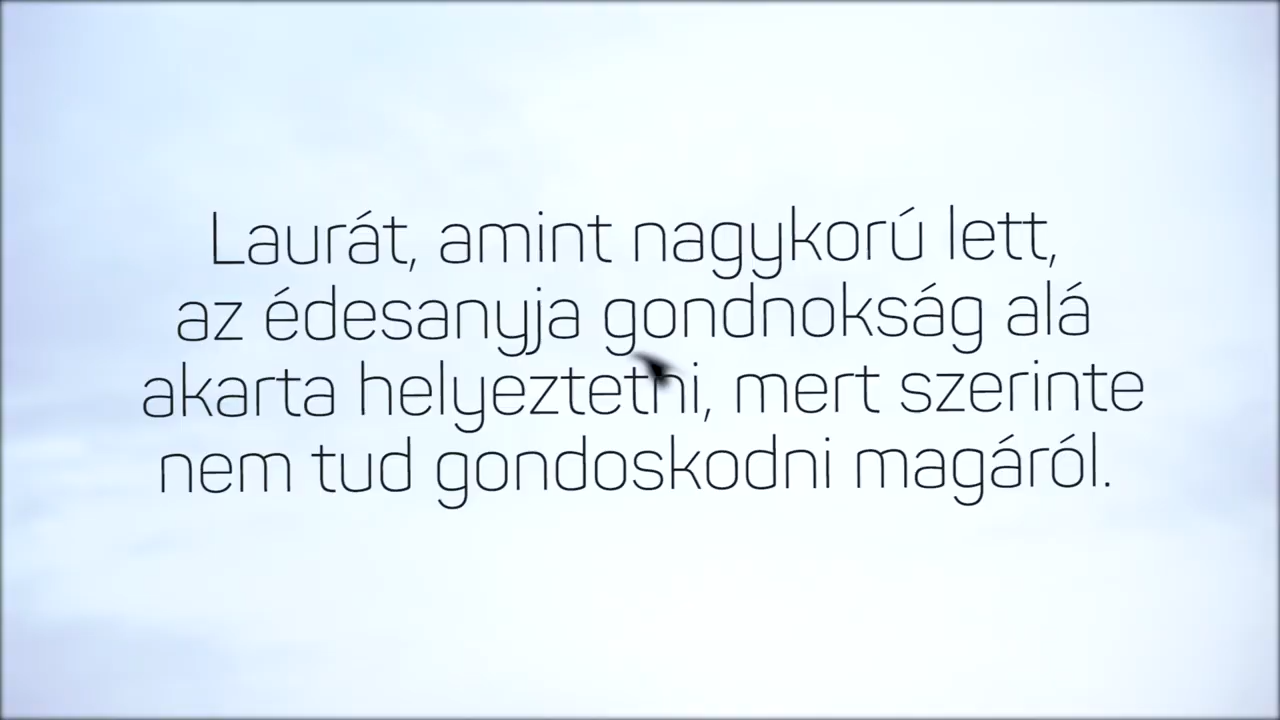 Laurát, amint nagykorú lett,
az édesanyja gondnokság alá
akarta helyeztetni, mert szerinte
nem tud gondoskodni magáról.